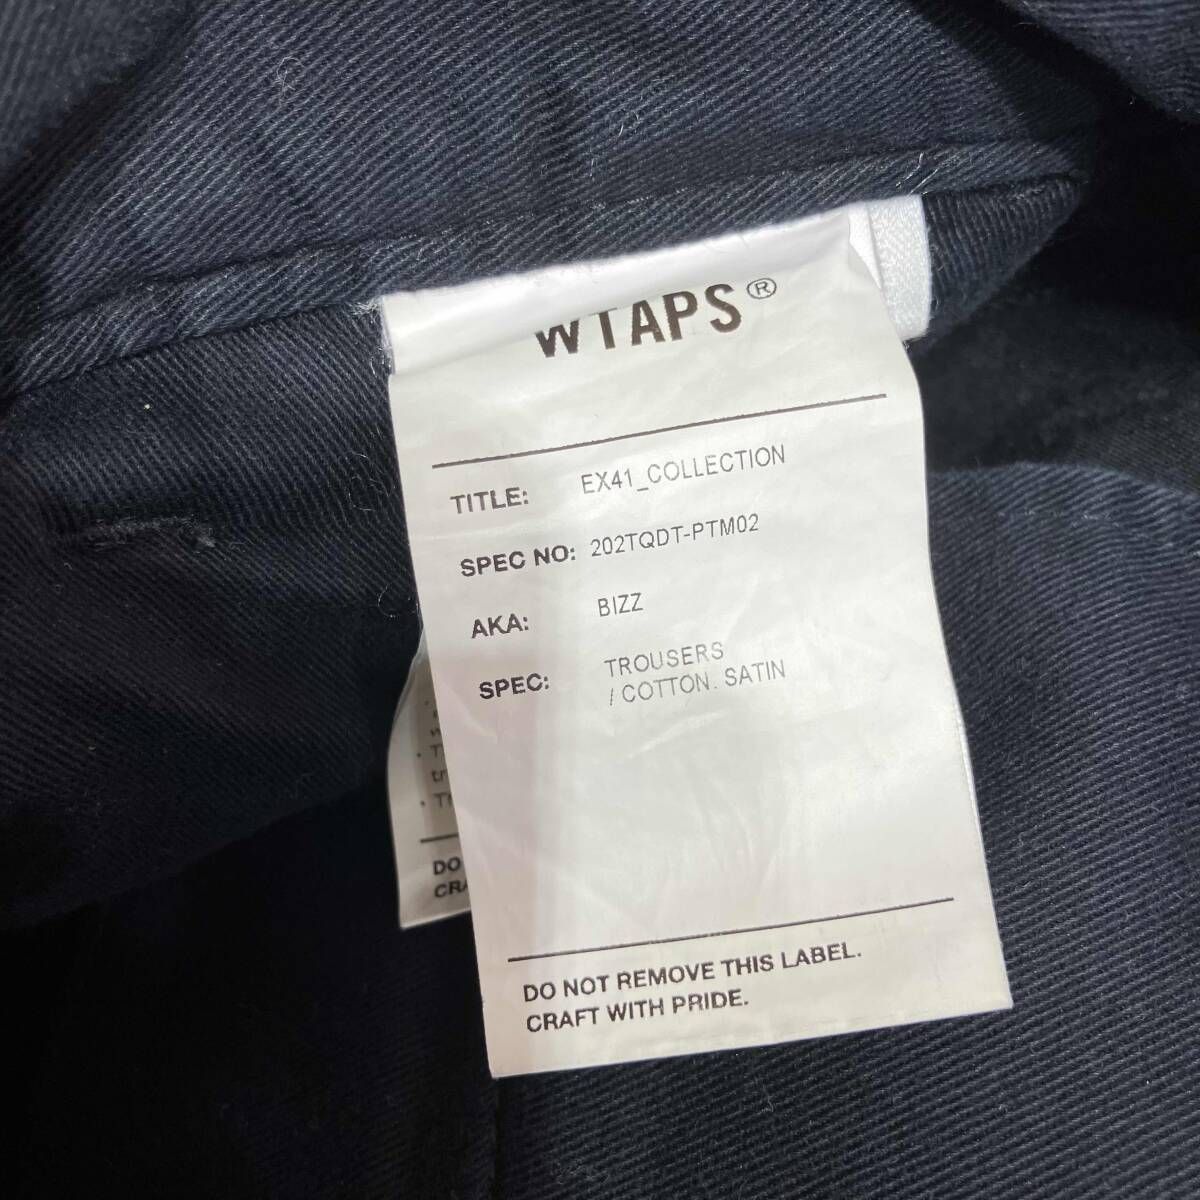 WTAPS®
TITLE: EX41_COLLECTION
SPEC NO: 202TQDT-PTM02
AKA: BIZZ
SPEC: TROUSERS
/ COTTON. SATIN
DO NOT REMOVE THIS LABEL.
CRAFT WITH PRIDE.
DO